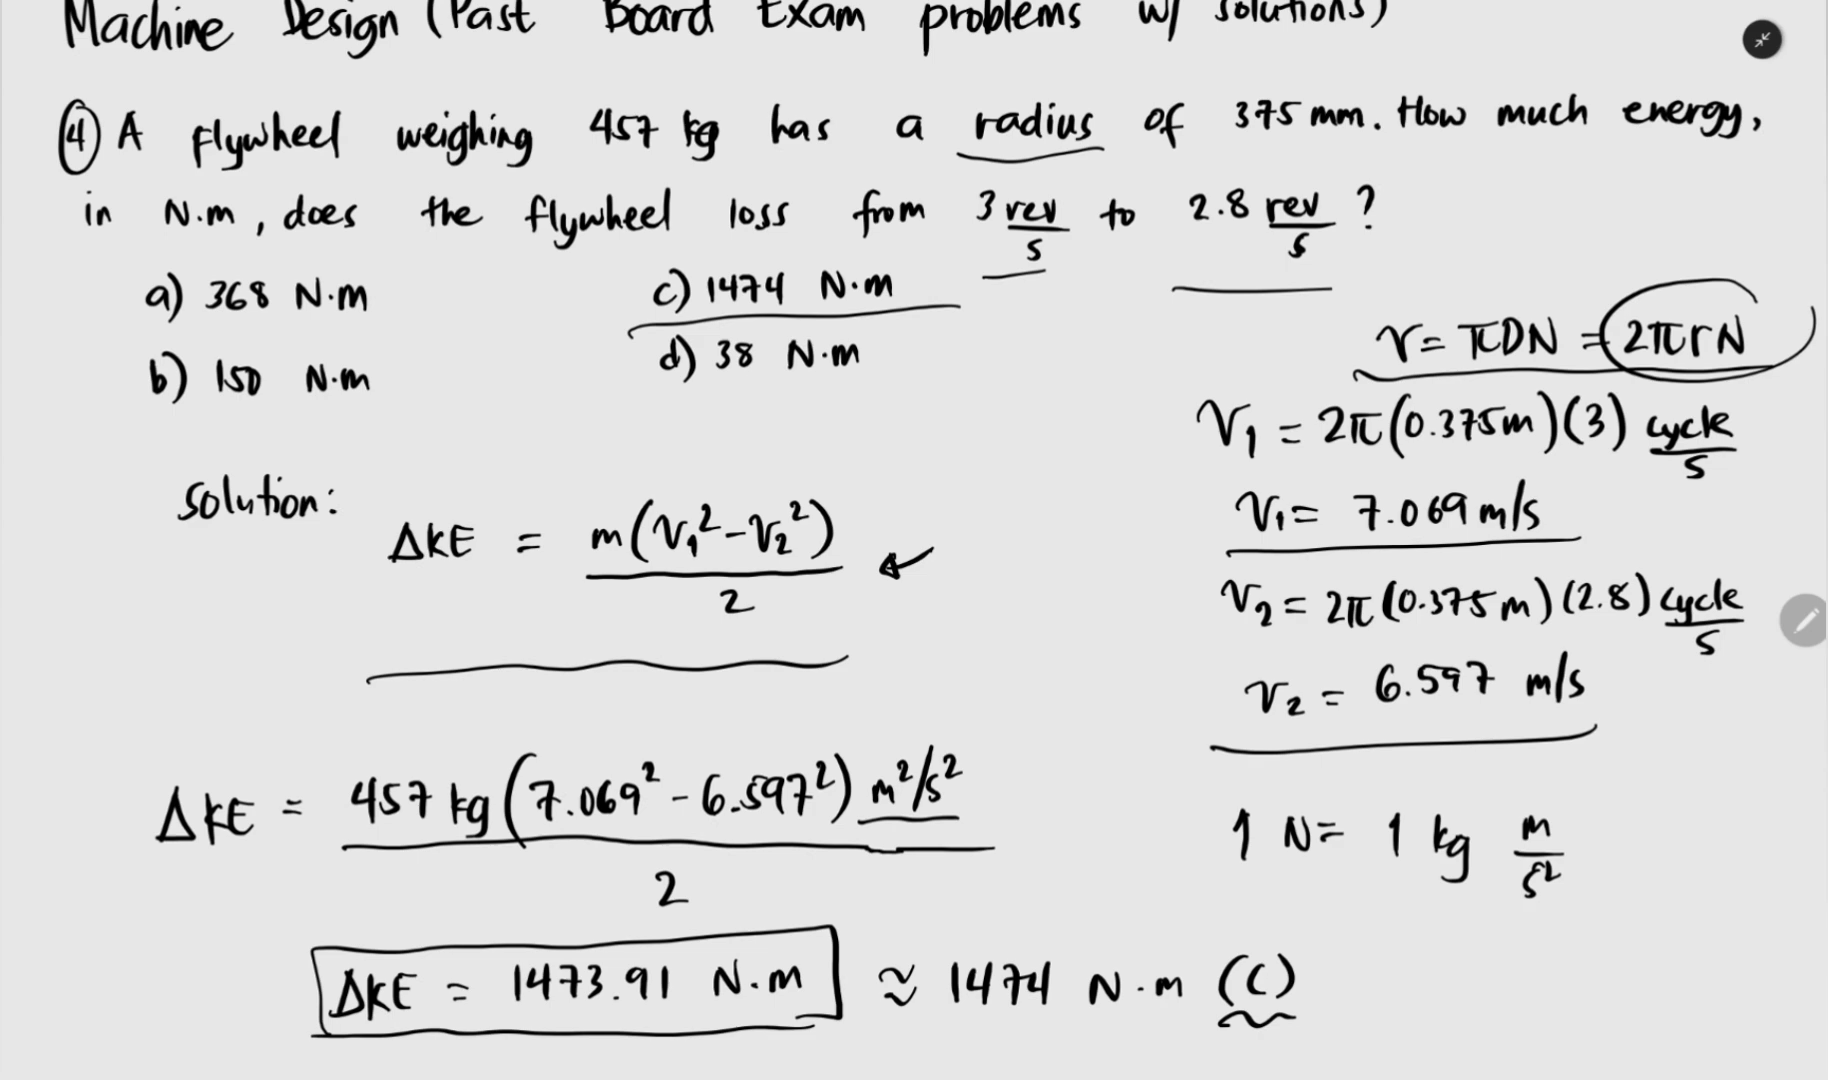 Machine Design (Past Board Exam problems w/ solutions)
④ A flywheel weighing 457 kg has a radius of 375 mm. How much energy,
in N·m, does the flywheel loss from 3 rev/s to 2.8 rev/s ?
a) 368 N·m
b) 150 N·m
c) 1474 N·m
d) 38 N·m
Solution:
ΔKE = m(V₁² - V₂²) / 2
ΔKE = 457 kg (7.069² - 6.597²) m²/s² / 2
ΔKE = 1473.91 N·m ≈ 1474 N·m (C)
V = πDN = 2πrN
V₁ = 2π(0.375m)(3) cycle/s
V₁ = 7.069 m/s
V₂ = 2π(0.375m)(2.8) cycle/s
V₂ = 6.597 m/s
1 N = 1 kg m/s²